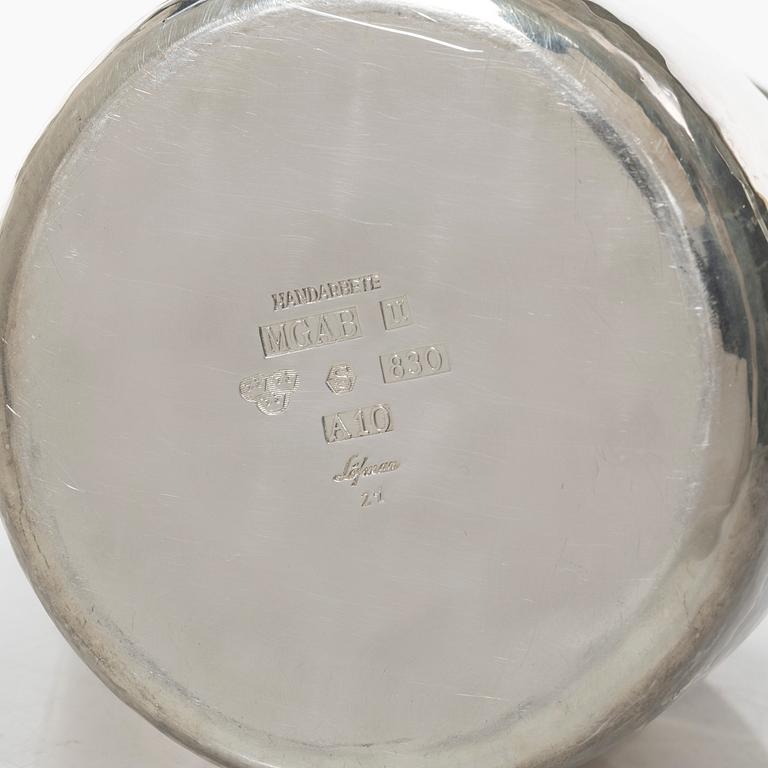 HANDARBETE
MGAB U
S 830
A10
Löfman
21